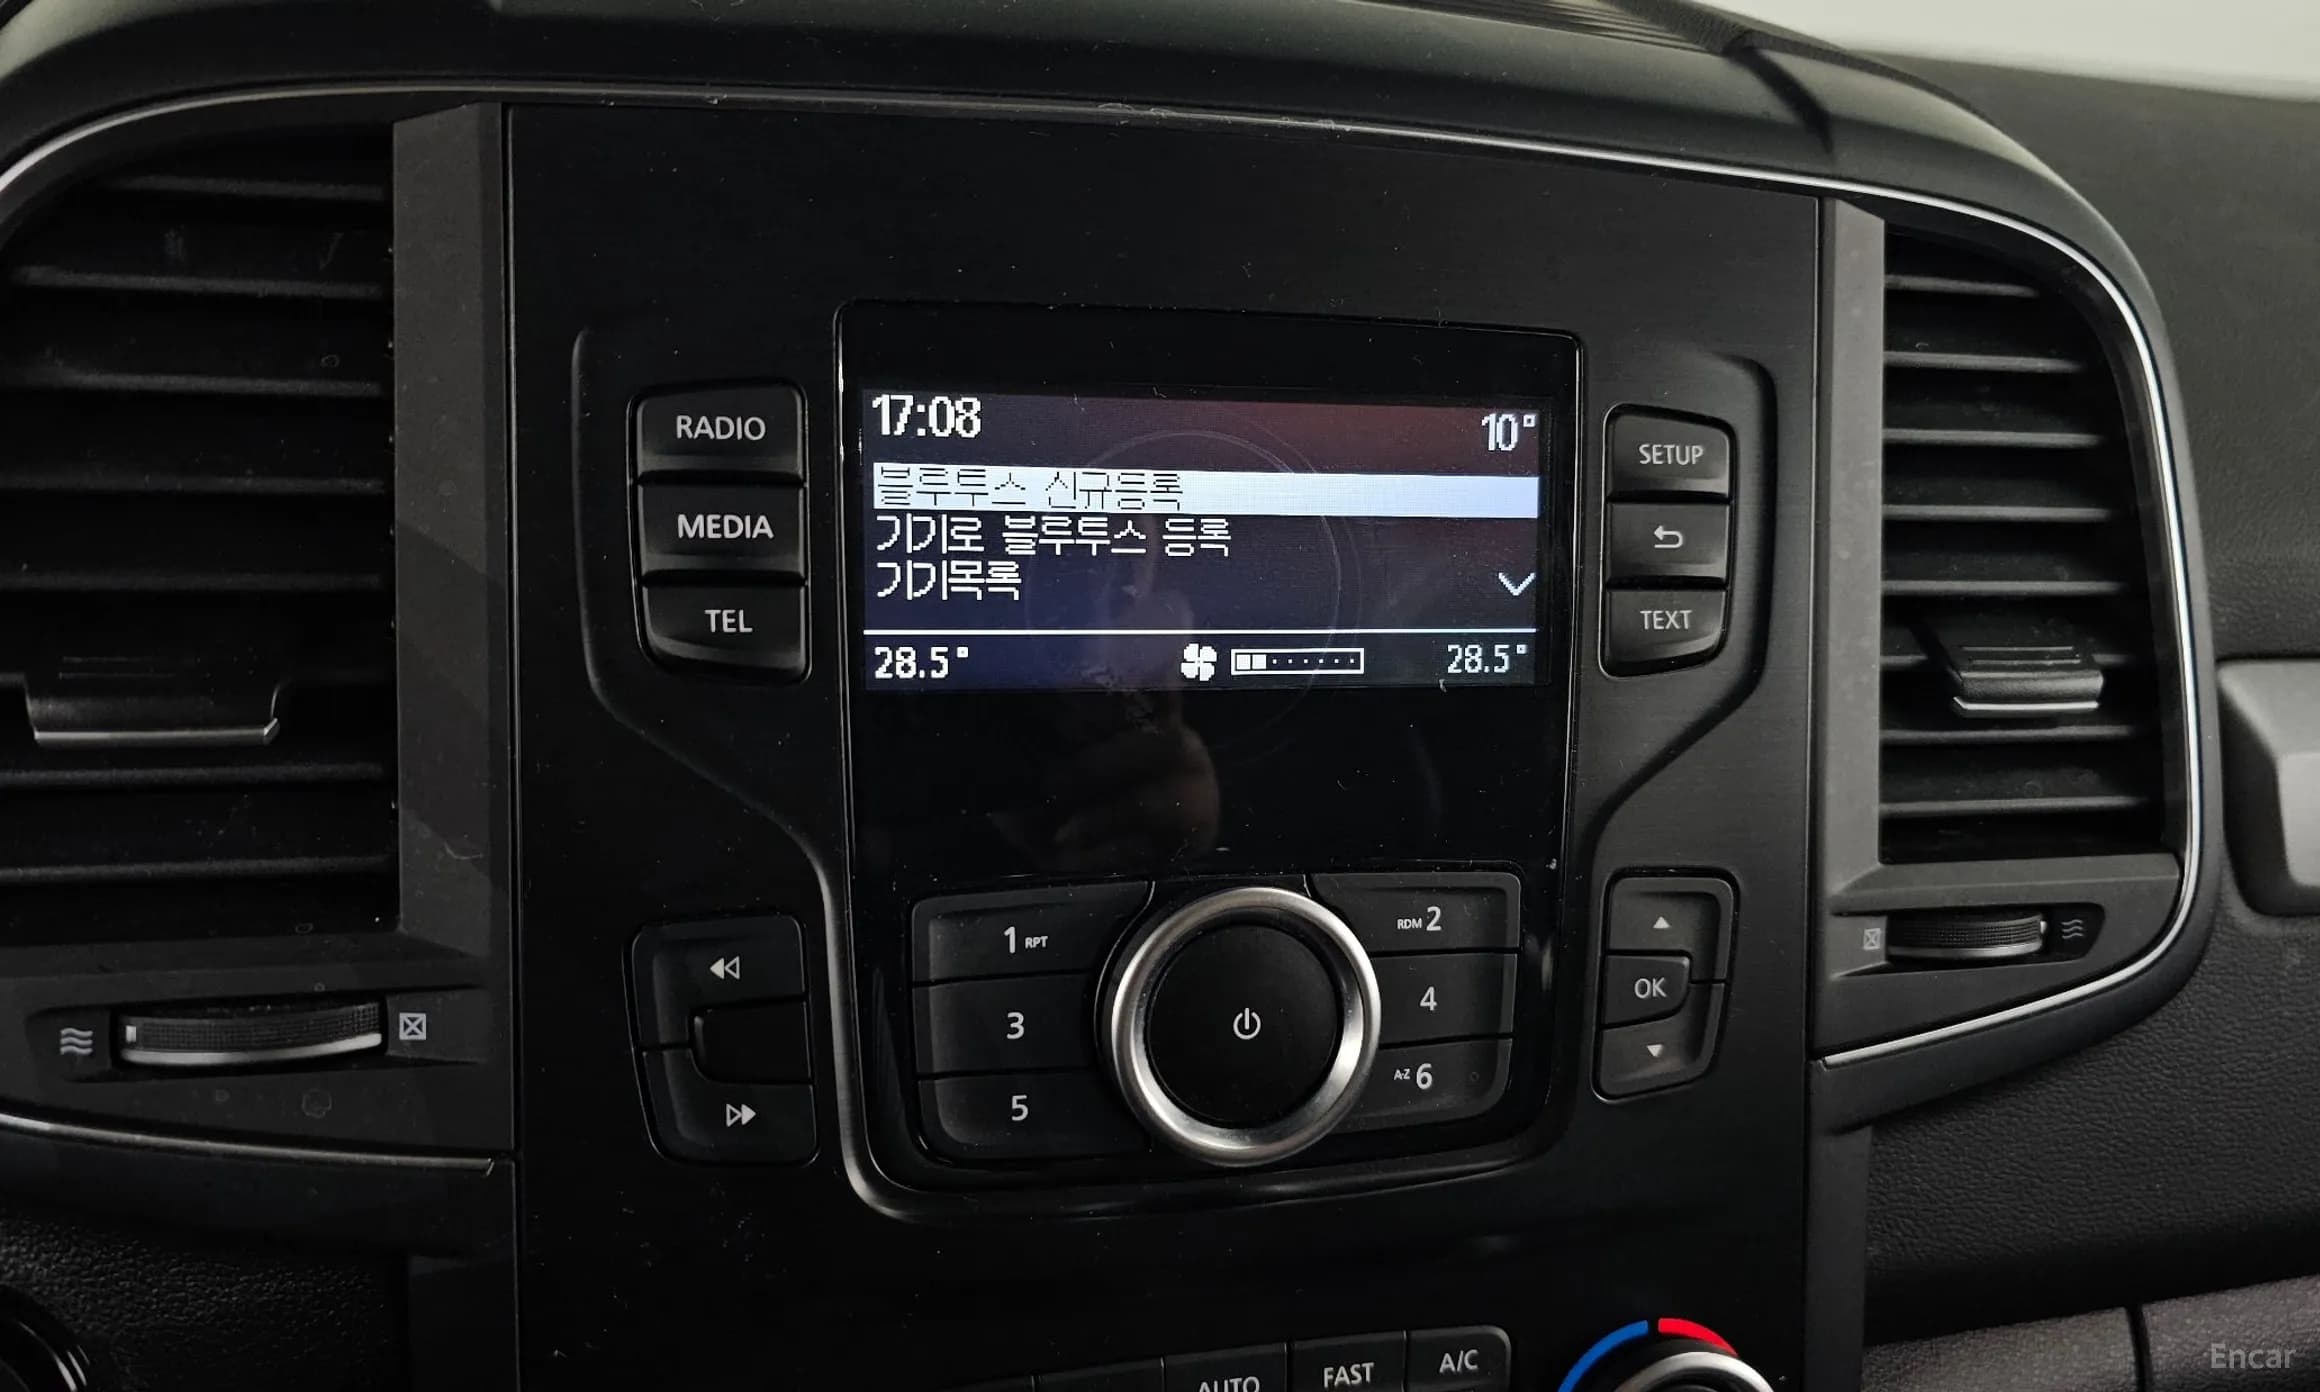 RADIO
MEDIA
TEL
17:08
10°
블루투스 신규등록
기기로 블루투스 등록
기기목록
28.5°
28.5°
SETUP
TEXT
1 RPT
RDM 2
3
4
5
A-Z 6
OK
AUTO
FAST
A/C
Encar